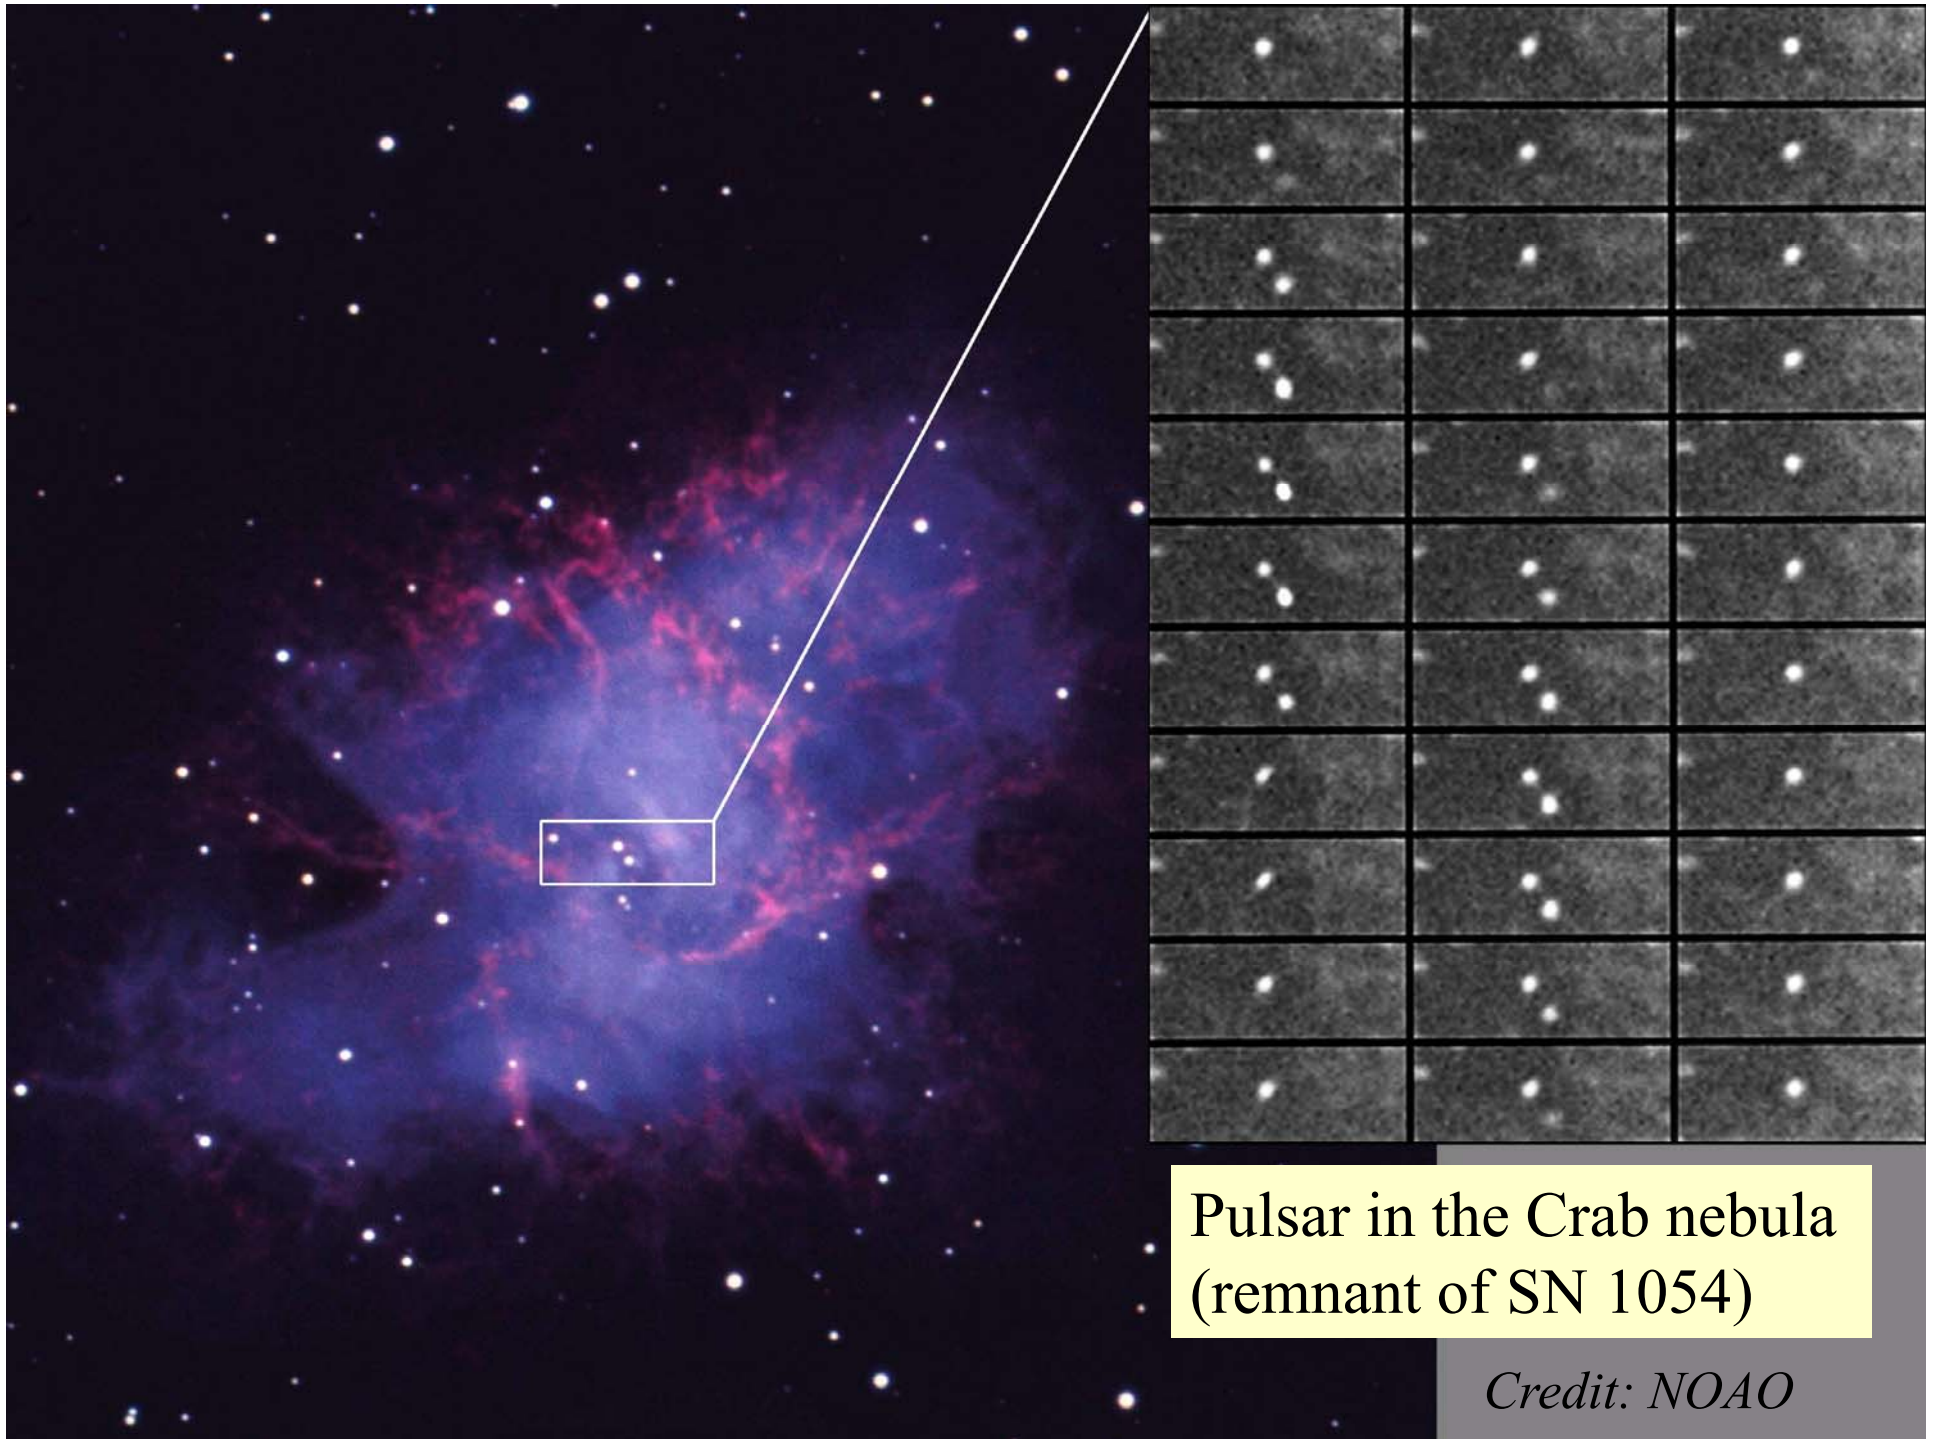 Pulsar in the Crab nebula
(remnant of SN 1054)
Credit: NOAO